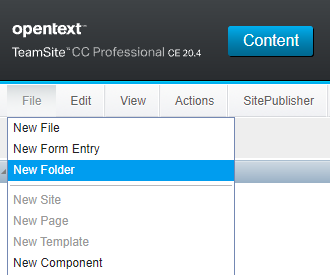 opentext™
TeamSite™ CC Professional CE 20.4
Content
File Edit View Actions SitePublisher
New File
New Form Entry
New Folder
New Site
New Page
New Template
New Component